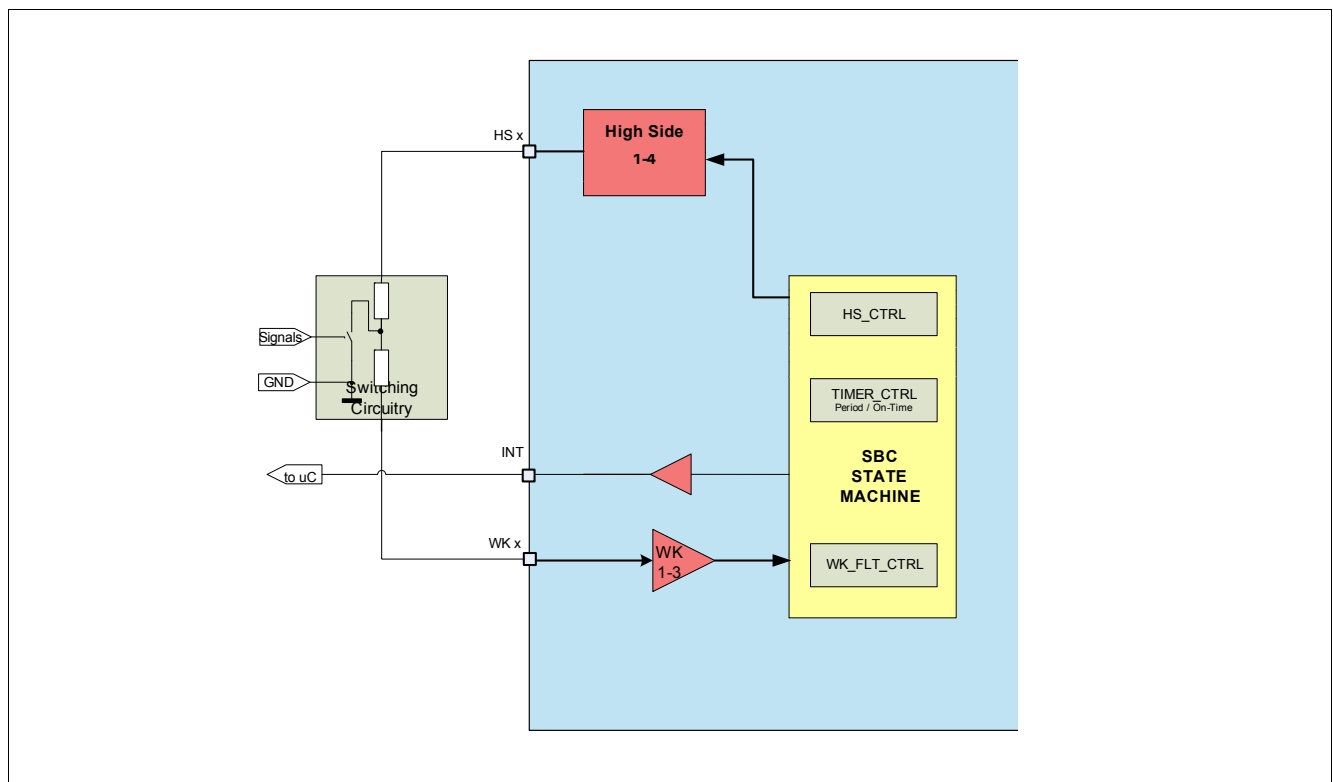 High Side
1-4
HS x
HS_CTRL
Signals
TIMER_CTRL
Period / On-Time
GND
Switching
Circuitry
INT
SBC
STATE
MACHINE
to uC
WK x
WK
1-3
WK_FLT_CTRL